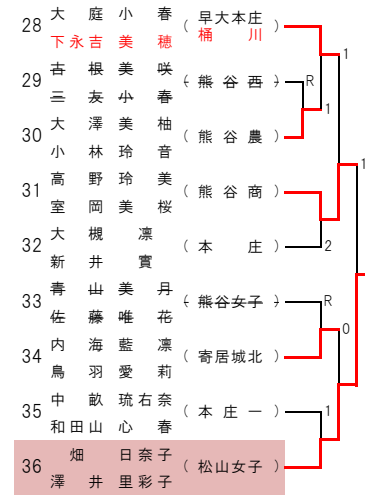 28 大庭小春 (早大本庄
下永吉美穂 桶川) 1
29 吉根美咲 (熊谷西) R
三友小春 1
30 大澤美柚 (熊谷農)
小林玲音 1
31 高野玲美 (熊谷商)
室岡美桜
32 大槻凛 (本庄) 2
新井實
33 青山美月 (熊谷女子) R
佐藤唯花 0
34 内海藍凛 (寄居城北)
鳥羽愛莉
35 中畝琉右奈 (本庄一) 1
和田山心春
36 畑日奈子 (松山女子)
澤井里彩子